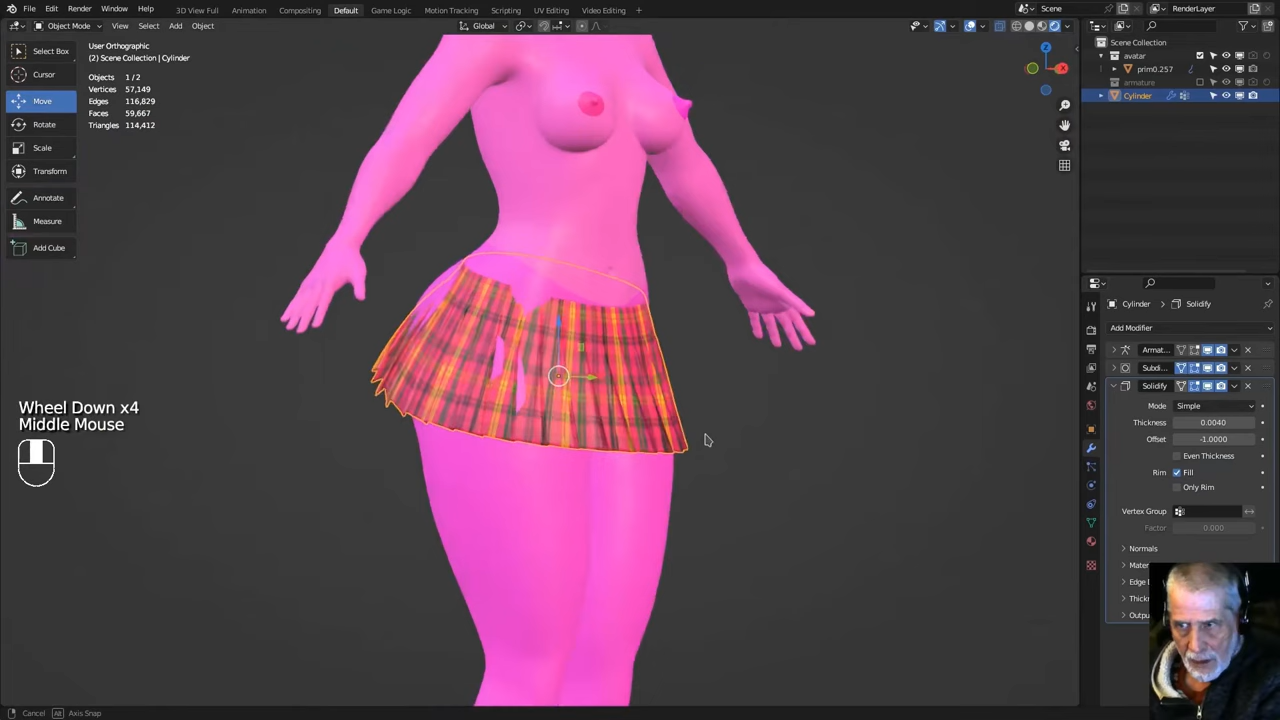 File Edit Render Window Help 3D View Full Animation Compositing Default Game Logic Motion Tracking Scripting UV Editing Video Editing Scene RenderLayer
Object Mode View Select Add Object Global
User Orthographic
(2) Scene Collection | Cylinder
Objects 1/2
Vertices 57,149
Edges 116,829
Faces 59,667
Triangles 114,412
Select Box
Cursor
Move
Rotate
Scale
Transform
Annotate
Measure
Add Cube
Z
X
Scene Collection
avatar
prim0.257
armature
Cylinder
Cylinder > Solidify
Add Modifier
Armat...
Subdi...
Solidify
Mode Simple
Thickness 0.0040
Offset -1.0000
Even Thickness
Rim Fill
Only Rim
Vertex Group
Factor 0.000
Normals
Mate
Edge
Thickn
Outpu
Wheel Down x4
Middle Mouse
Cancel Alt Axis Snap